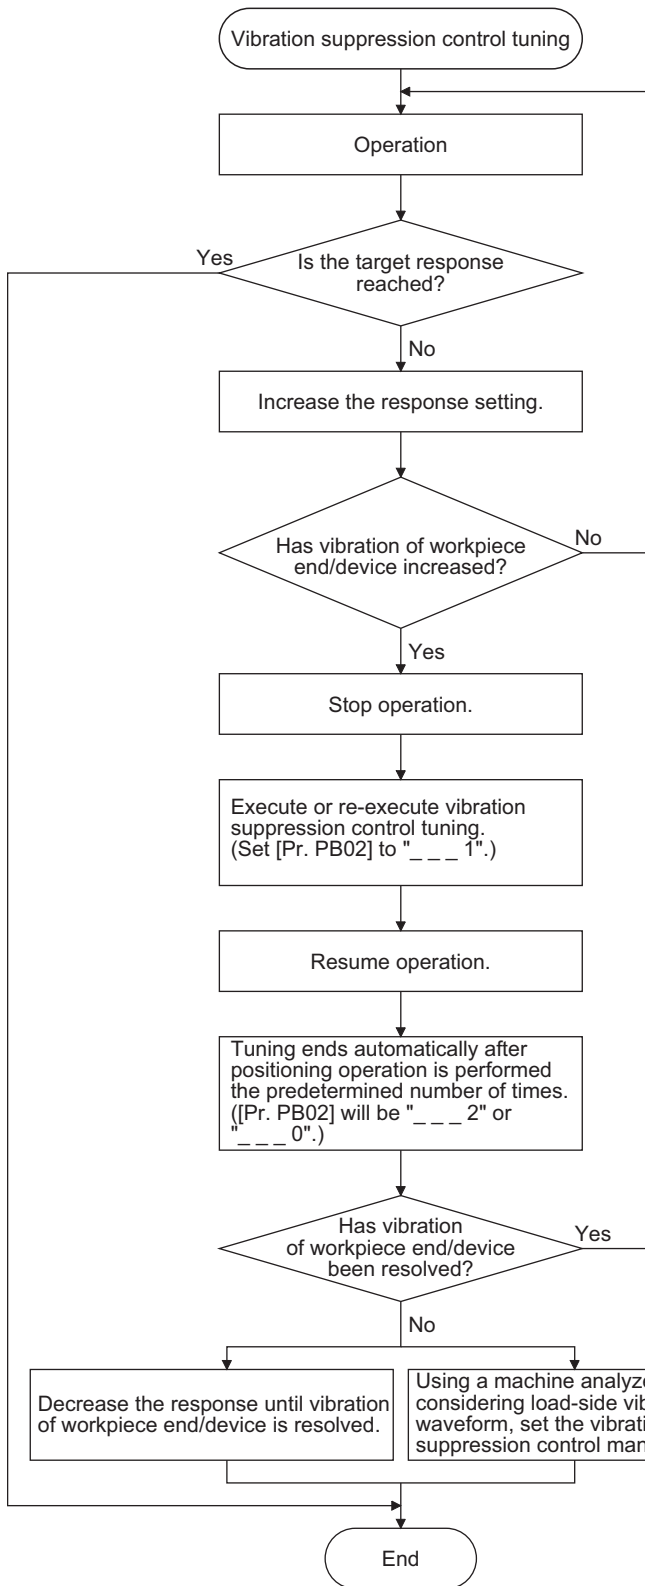 Vibration suppression control tuning
Operation
Yes
Is the target response
reached?
No
Increase the response setting.
Has vibration of workpiece
end/device increased?
No
Yes
Stop operation.
Execute or re-execute vibration
suppression control tuning.
(Set [Pr. PB02] to "_ _ _ 1".)
Resume operation.
Tuning ends automatically after
positioning operation is performed
the predetermined number of times.
([Pr. PB02] will be "_ _ _ 2" or
"_ _ _ 0".)
Has vibration
of workpiece end/device
been resolved?
Yes
No
Decrease the response until vibration
of workpiece end/device is resolved.
Using a machine
considering load-side
waveform, set the
suppression control
End